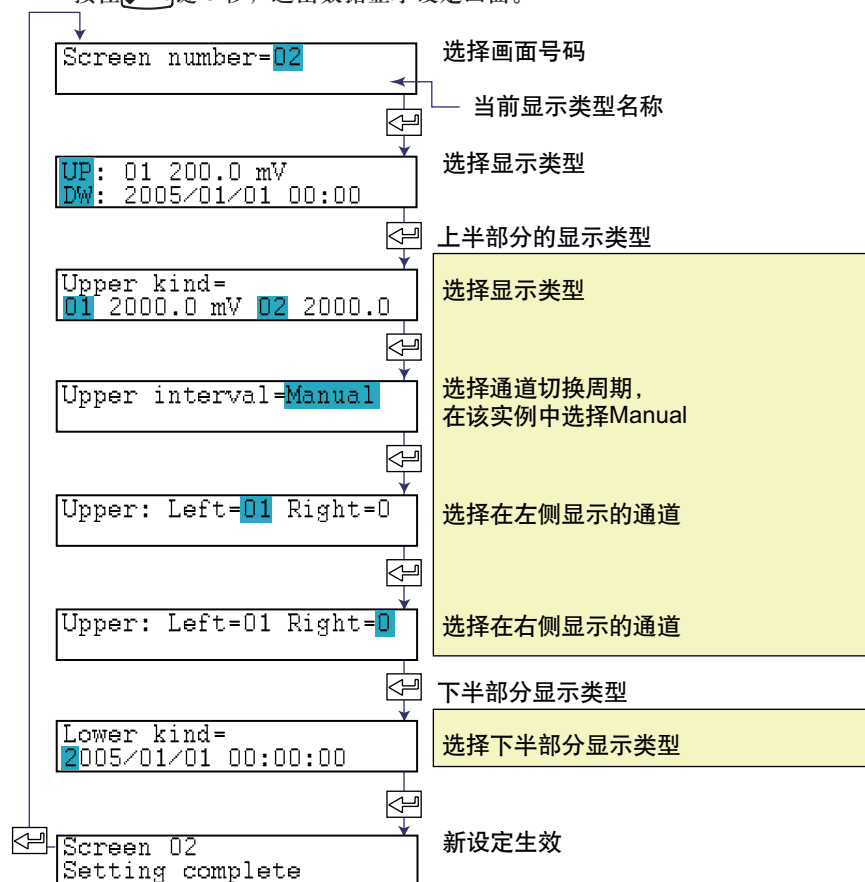 Screen number=02
选择画面号码
当前显示类型名称
UP: 01 200.0 mV
DW: 2005/01/01 00:00
选择显示类型
上半部分的显示类型
Upper kind=
01 2000.0 mV 02 2000.0
选择显示类型
Upper interval=Manual
选择通道切换周期,
在该实例中选择Manual
Upper: Left=01 Right=0
选择在左侧显示的通道
Upper: Left=01 Right=0
选择在右侧显示的通道
下半部分显示类型
Lower kind=
2005/01/01 00:00:00
选择下半部分显示类型
Screen 02
Setting complete
新设定生效